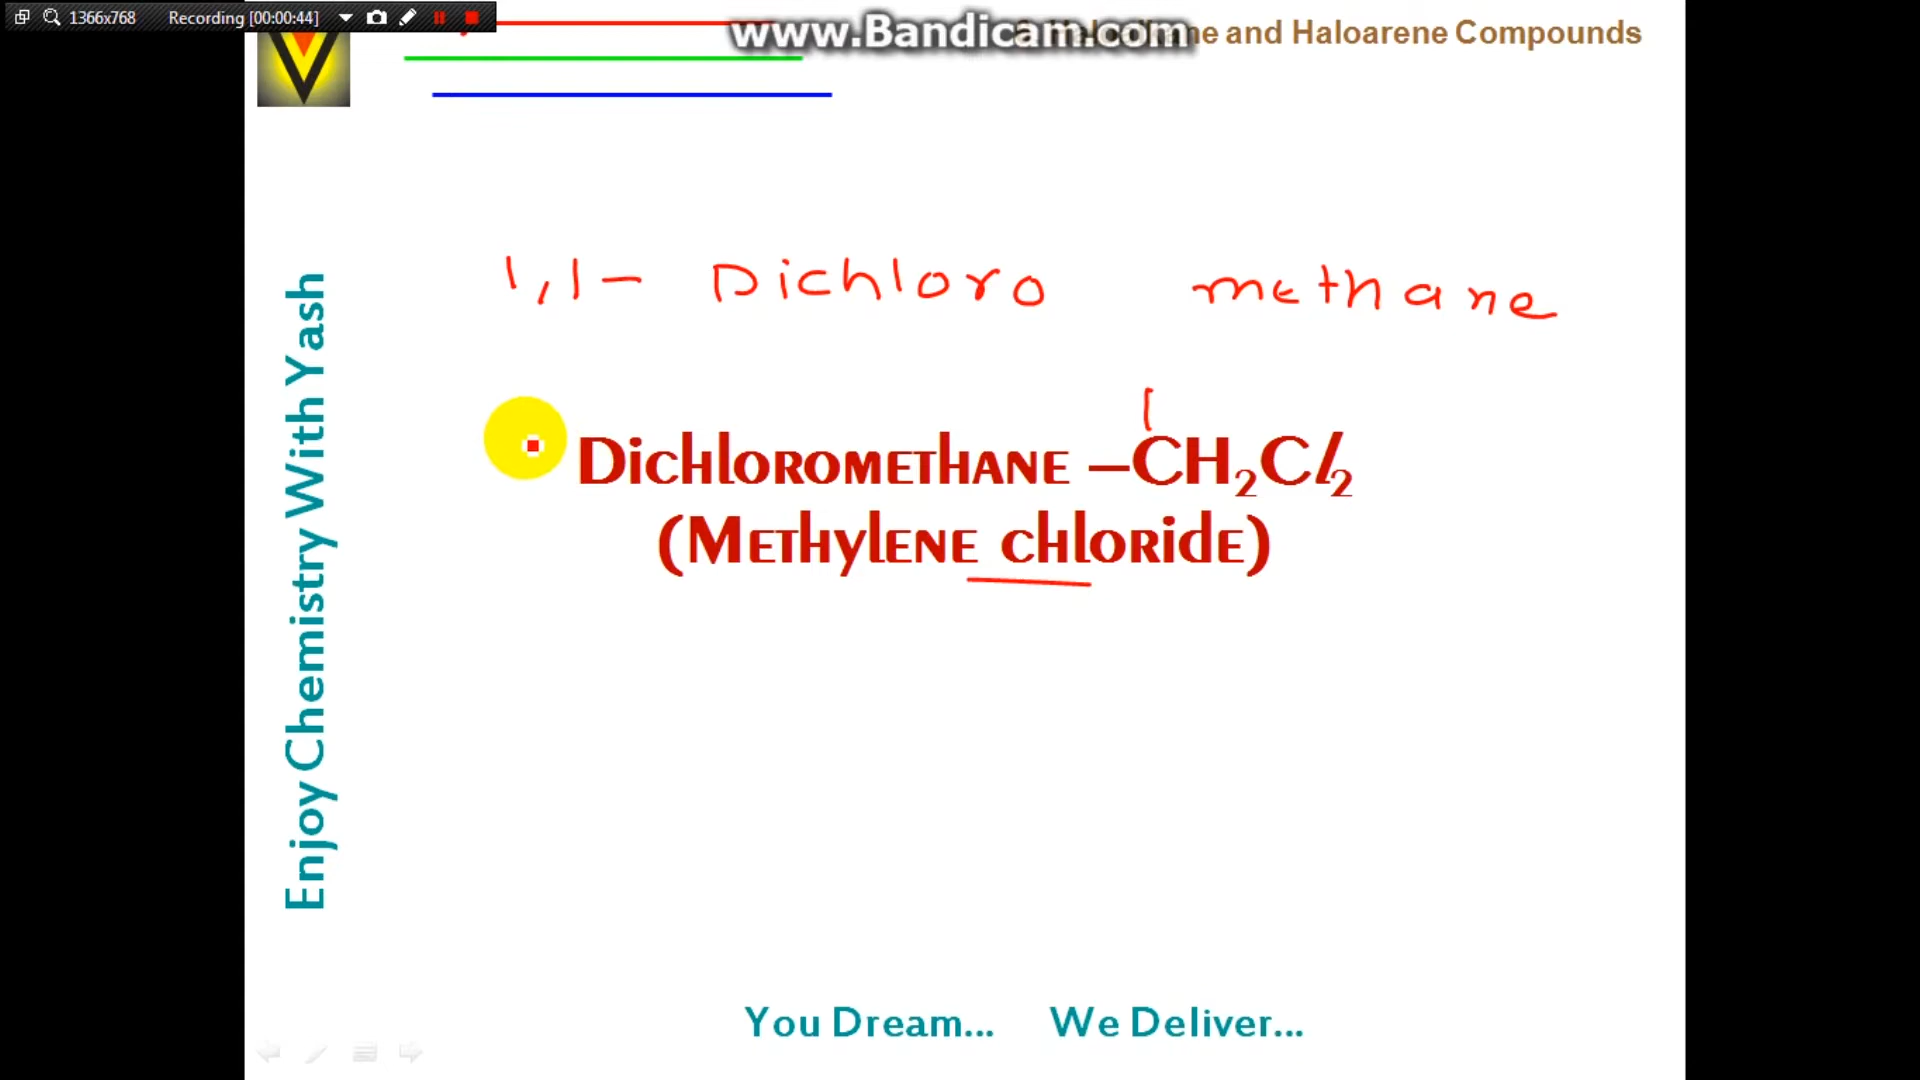 1366x768 Recording [00:00:44]
www.Bandicam.com and Haloarene Compounds
1,1- Dichloro methane
1
Dichloromethane –CH₂Cl₂
(Methylene chloride)
Enjoy Chemistry With Yash
You Dream... We Deliver...